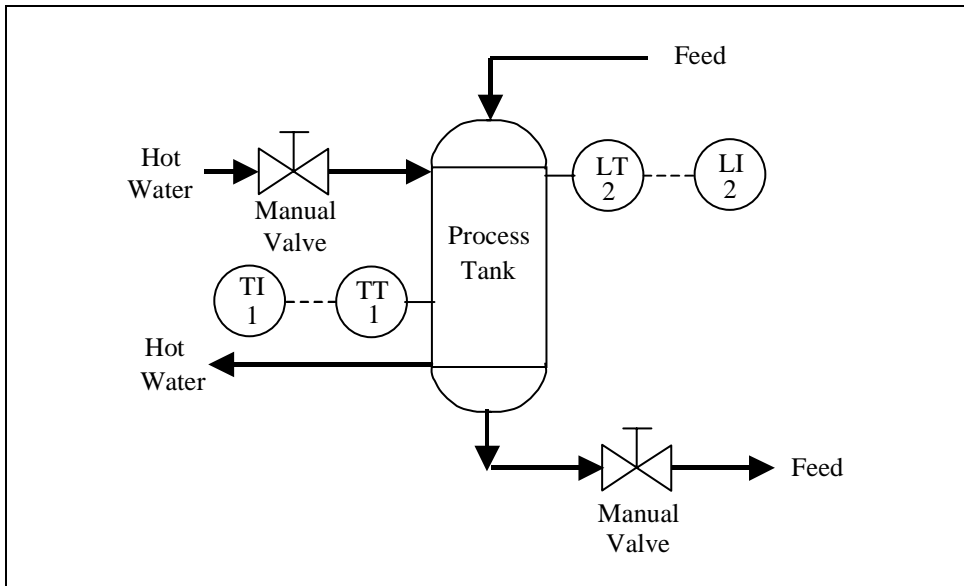 Feed
Hot
Water
Manual
Valve
LT
2
LI
2
Process
Tank
TI
1
TT
1
Hot
Water
Feed
Manual
Valve